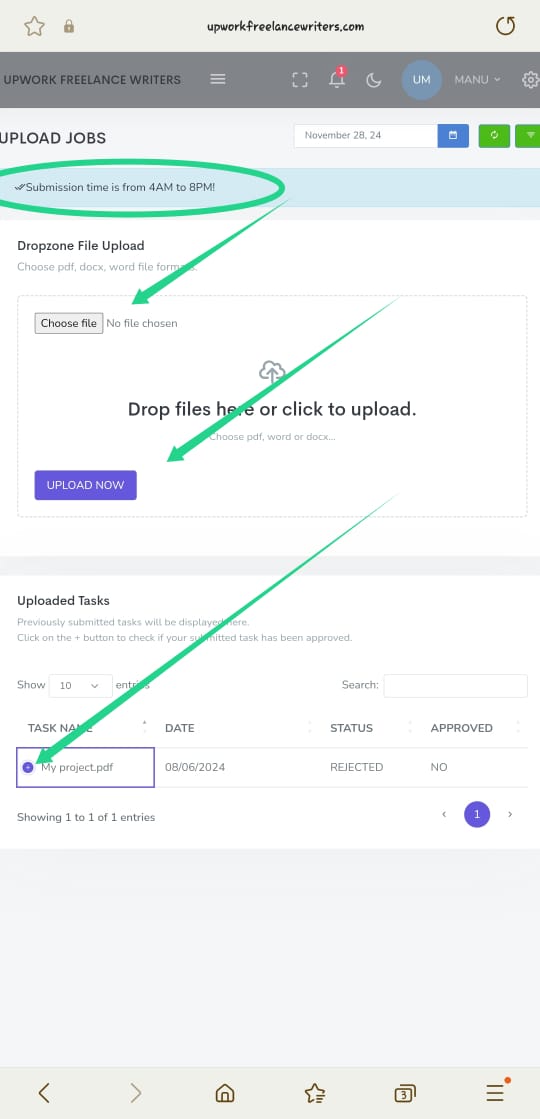 upworkfreelancewriters.com
UPWORK FREELANCE WRITERS
1
UM
MANU
UPLOAD JOBS
November 28, 24
Submission time is from 4AM to 8PM!
Dropzone File Upload
Choose pdf, docx, word file formats.
Choose file No file chosen
Drop files here or click to upload.
Choose pdf, word or docx...
UPLOAD NOW
Uploaded Tasks
Previously submitted tasks will be displayed here.
Click on the + button to check if your submitted task has been approved.
Show 10 entries
Search:
TASK NAME DATE STATUS APPROVED
My project.pdf 08/06/2024 REJECTED NO
Showing 1 to 1 of 1 entries
‹ 1 ›
3